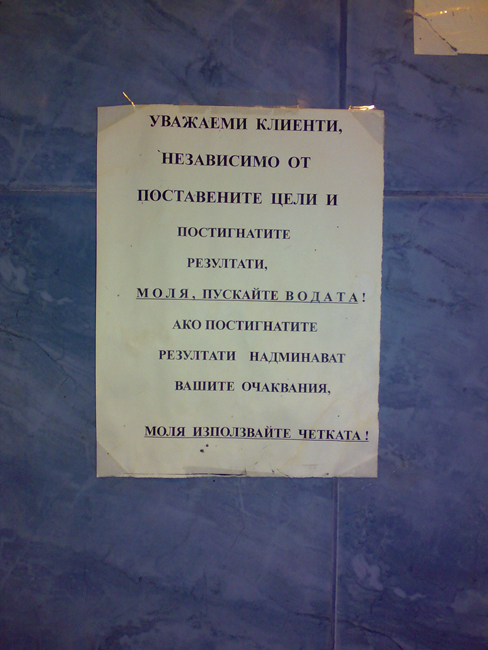 УВАЖАЕМИ КЛИЕНТИ,
НЕЗАВИСИМО ОТ
ПОСТАВЕНИТЕ ЦЕЛИ И
ПОСТИГНАТИТЕ
РЕЗУЛТАТИ,
МОЛЯ, ПУСКАЙТЕ ВОДАТА!
АКО ПОСТИГНАТИТЕ
РЕЗУЛТАТИ НАДМИНАВАТ
ВАШИТЕ ОЧАКВАНИЯ,
МОЛЯ ИЗПОЛЗВАЙТЕ ЧЕТКАТА!